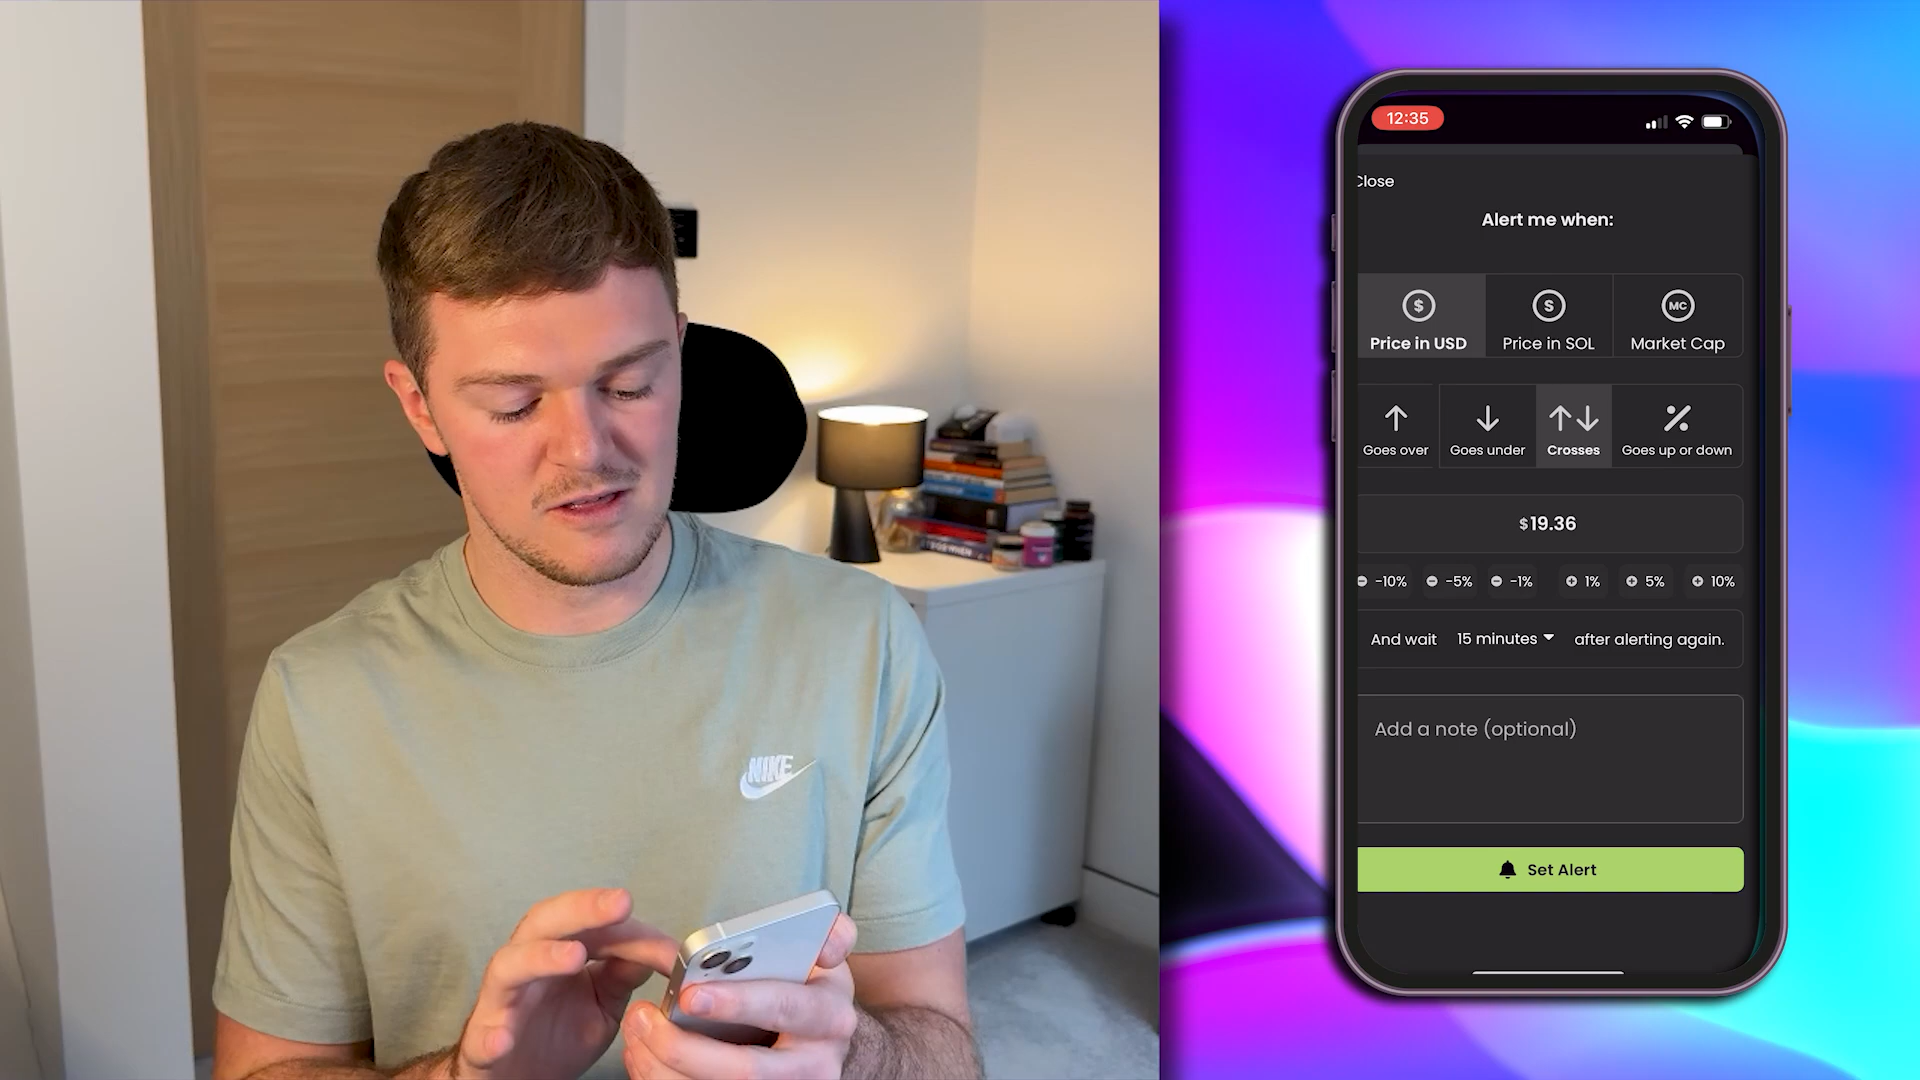 12:35
Close
Alert me when:
$ $ MC
Price in USD Price in SOL Market Cap
Goes over Goes under Crosses Goes up or down
$19.36
-10% -5% -1% 1% 5% 10%
And wait 15 minutes after alerting again.
Add a note (optional)
Set Alert
NIKE